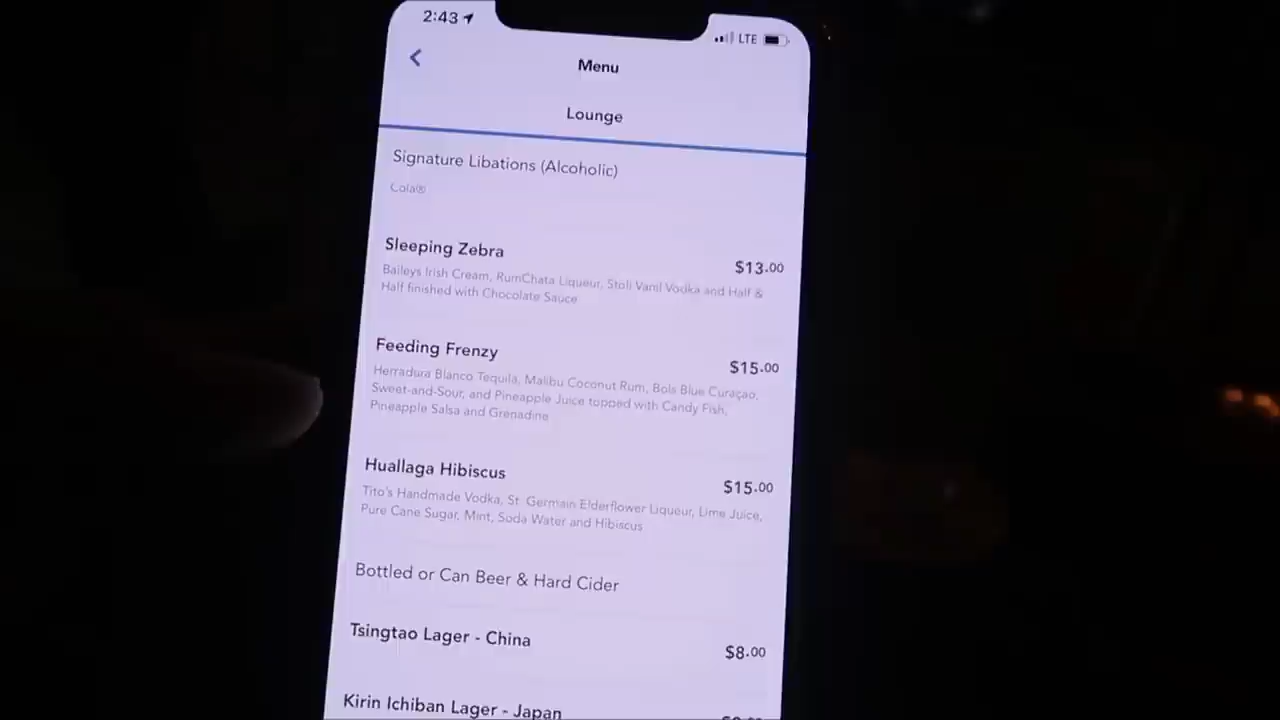 2:43
LTE
Menu
Lounge
Signature Libations (Alcoholic)
Cola®
Sleeping Zebra
$13.00
Baileys Irish Cream, RumChata Liqueur, Stoli Vanil Vodka and Half &
Half finished with Chocolate Sauce
Feeding Frenzy
$15.00
Herradura Blanco Tequila, Malibu Coconut Rum, Bols Blue Curaçao,
Sweet-and-Sour, and Pineapple Juice topped with Candy Fish,
Pineapple Salsa and Grenadine
Huallaga Hibiscus
$15.00
Tito's Handmade Vodka, St. Germain Elderflower Liqueur, Lime Juice,
Pure Cane Sugar, Mint, Soda Water and Hibiscus
Bottled or Can Beer & Hard Cider
Tsingtao Lager - China
$8.00
Kirin Ichiban Lager - Japan